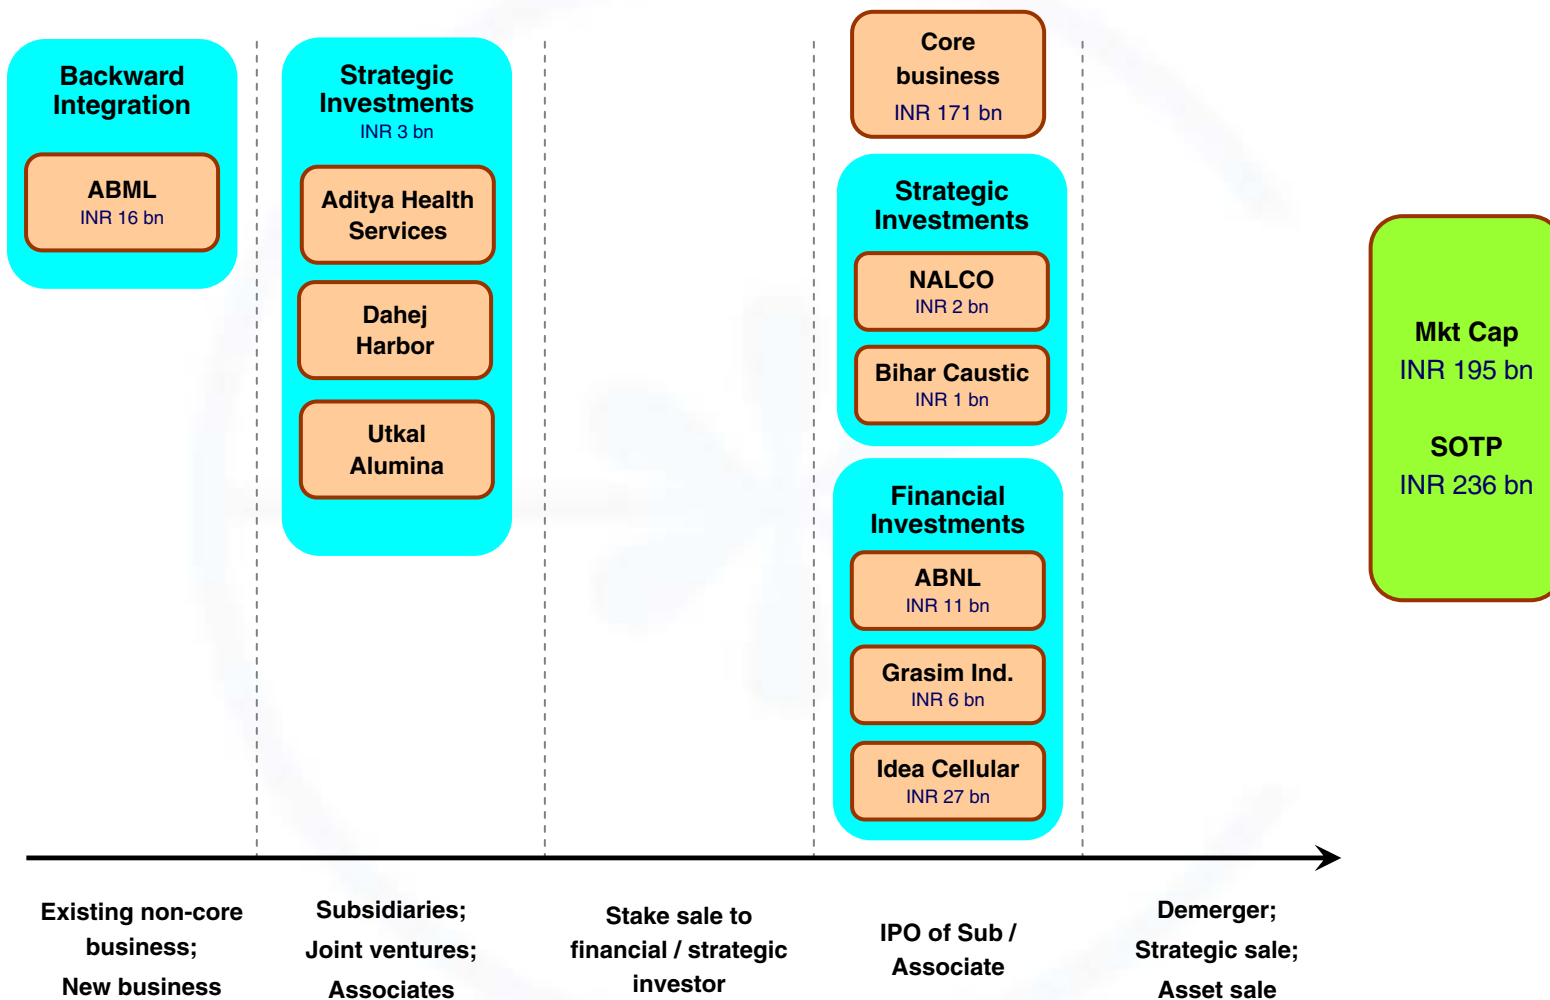 Backward
Integration
ABML
INR 16 bn
Strategic
Investments
INR 3 bn
Aditya Health
Services
Dahej
Harbor
Utkal
Alumina
Core
business
INR 171 bn
Strategic
Investments
NALCO
INR 2 bn
Bihar Caustic
INR 1 bn
Financial
Investments
ABNL
INR 11 bn
Grasim Ind.
INR 6 bn
Idea Cellular
INR 27 bn
Mkt Cap
INR 195 bn
SOTP
INR 236 bn
Existing non-core
business;
New business
Subsidiaries;
Joint ventures;
Associates
Stake sale to
financial / strategic
investor
IPO of Sub /
Associate
Demerger;
Strategic sale;
Asset sale